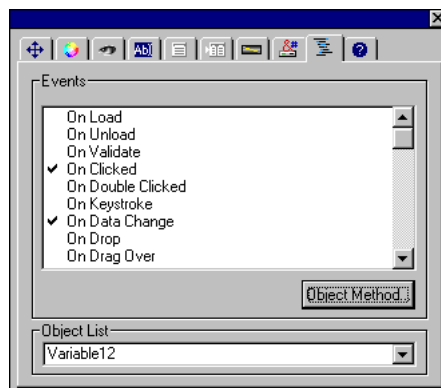 Abl
#
?
Events
On Load
On Unload
On Validate
On Clicked
On Double Clicked
On Keystroke
On Data Change
On Drop
On Drag Over
Object Method...
Object List
Variable12